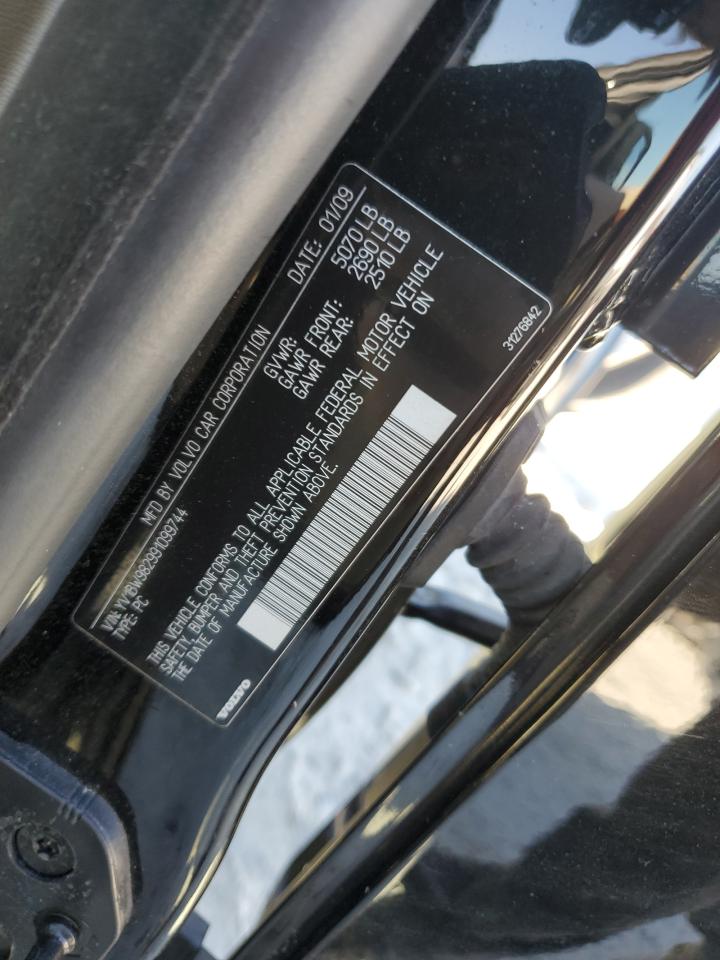 MFD BY VOLVO CAR CORPORATION DATE: 01/09
VIN YV1BW982991099744
TYPE: PC
GVWR: 5070 LB
GAWR FRONT: 2690 LB
GAWR REAR: 2510 LB
THIS VEHICLE CONFORMS TO ALL APPLICABLE FEDERAL MOTOR VEHICLE
SAFETY, BUMPER AND THEFT PREVENTION STANDARDS IN EFFECT ON
THE DATE OF MANUFACTURE SHOWN ABOVE.
VOLVO
31276842